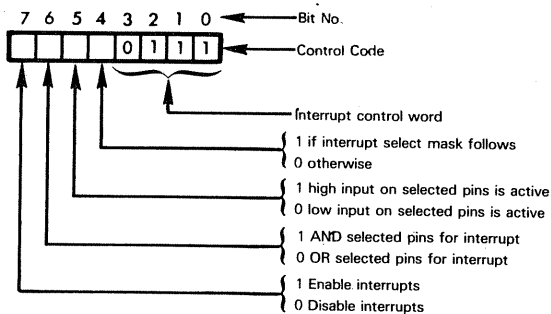 7 6 5 4 3 2 1 0 Bit No.
0 1 1 1 Control Code
Interrupt control word
1 if interrupt select mask follows
0 otherwise
1 high input on selected pins is active
0 low input on selected pins is active
1 AND selected pins for interrupt
0 OR selected pins for interrupt
1 Enable interrupts
0 Disable interrupts